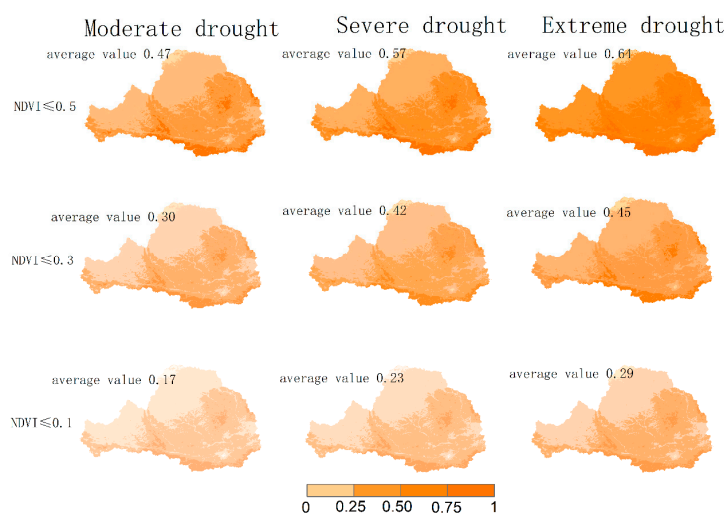 Moderate drought
Severe drought
Extreme drought
average value 0.47
average value 0.57
average value 0.64
NDVI≤0.5
average value 0.30
average value 0.42
average value 0.45
NDVI≤0.3
average value 0.17
average value 0.23
average value 0.29
NDVI≤0.1
0 0.25 0.50 0.75 1